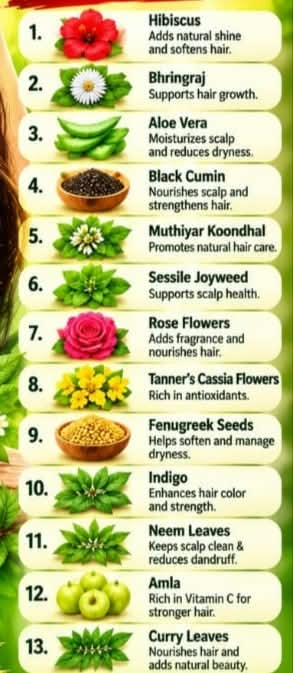 1.
Hibiscus
Adds natural shine
and softens hair.
2.
Bhringraj
Supports hair growth.
3.
Aloe Vera
Moisturizes scalp
and reduces dryness.
4.
Black Cumin
Nourishes scalp and
strengthens hair.
5.
Muthiyar Koondhal
Promotes natural hair care.
6.
Sessile Joyweed
Supports scalp health.
7.
Rose Flowers
Adds fragrance and
nourishes hair.
8.
Tanner's Cassia Flowers
Rich in antioxidants.
9.
Fenugreek Seeds
Helps soften and manage
dryness.
10.
Indigo
Enhances hair color
and strength.
11.
Neem Leaves
Keeps scalp clean &
reduces dandruff.
12.
Amla
Rich in Vitamin C for
stronger hair.
13.
Curry Leaves
Nourishes hair and
adds natural beauty.